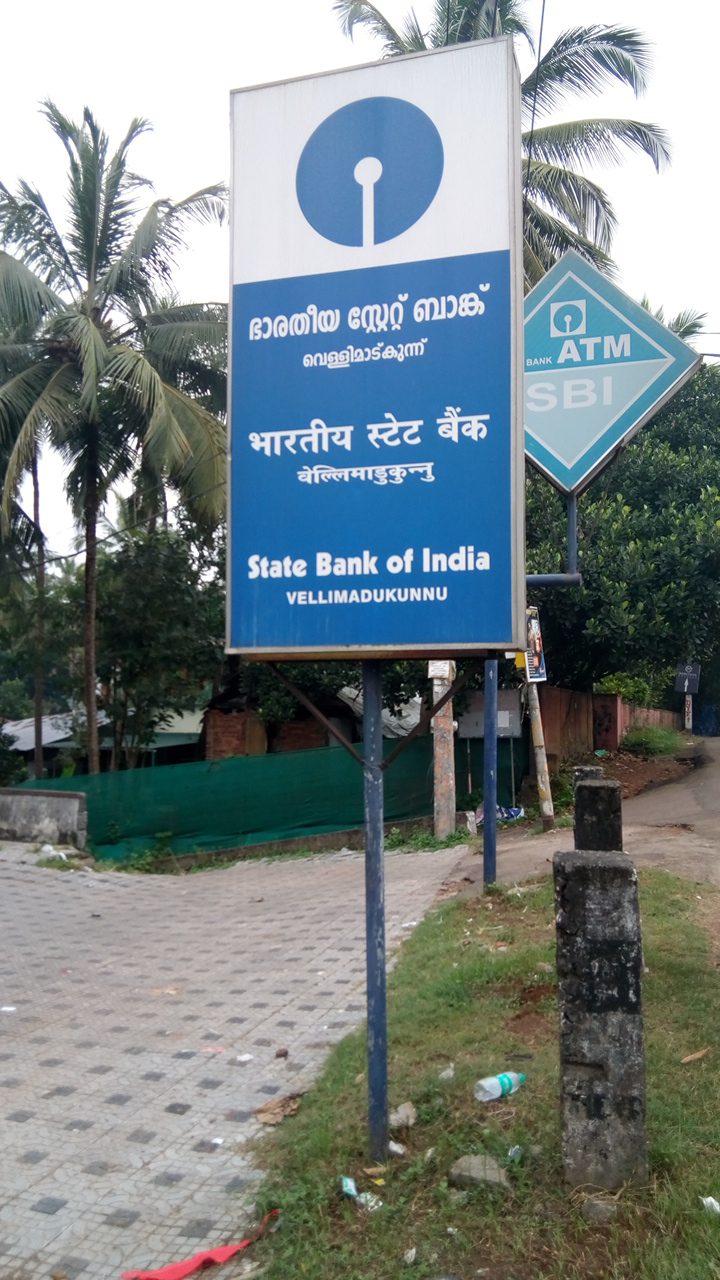 ഭാരതീയ സ്റ്റേറ്റ് ബാങ്ക്
വെള്ളിമാട്കുന്ന്
भारतीय स्टेट बैंक
वेल्लिमाडुकुन्नु
State Bank of India
VELLIMADUKUNNU
BANK ATM
SBI